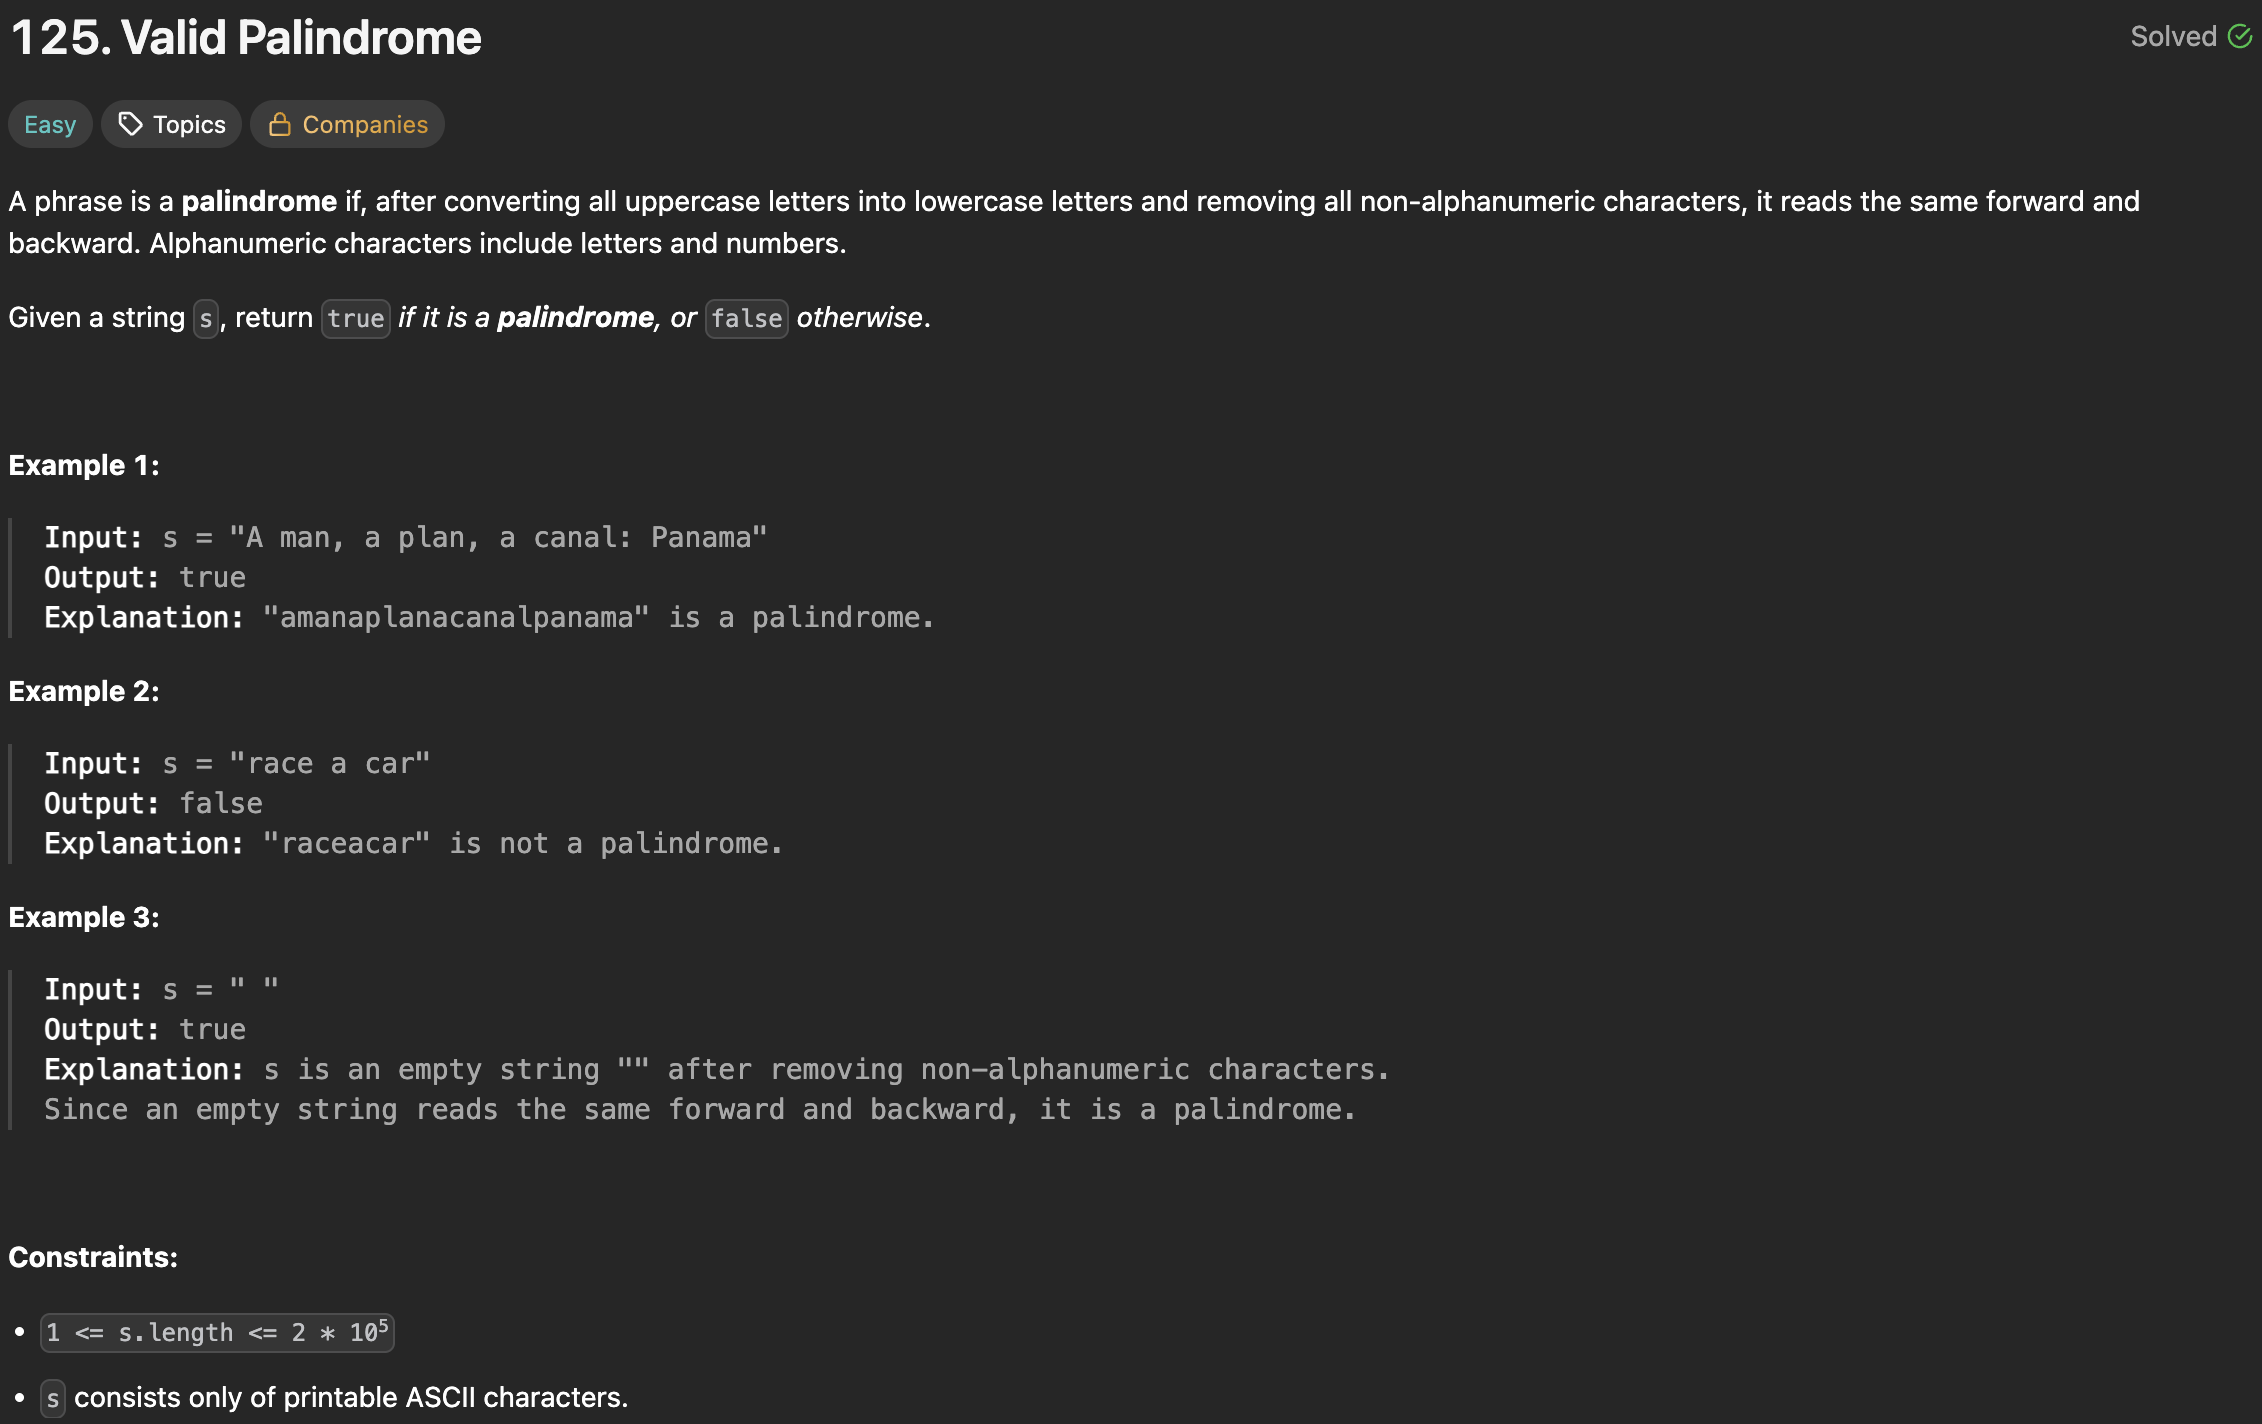 125. Valid Palindrome
Solved
Easy
Topics
Companies
A phrase is a palindrome if, after converting all uppercase letters into lowercase letters and removing all non-alphanumeric characters, it reads the same forward and
backward. Alphanumeric characters include letters and numbers.
Given a string s, return true if it is a palindrome, or false otherwise.
Example 1:
Input: s = "A man, a plan, a canal: Panama"
Output: true
Explanation: "amanaplanacanalpanama" is a palindrome.
Example 2:
Input: s = "race a car"
Output: false
Explanation: "raceacar" is not a palindrome.
Example 3:
Input: s = " "
Output: true
Explanation: s is an empty string "" after removing non-alphanumeric characters.
Since an empty string reads the same forward and backward, it is a palindrome.
Constraints:
• 1 <= s.length <= 2 * 10⁵
• s consists only of printable ASCII characters.